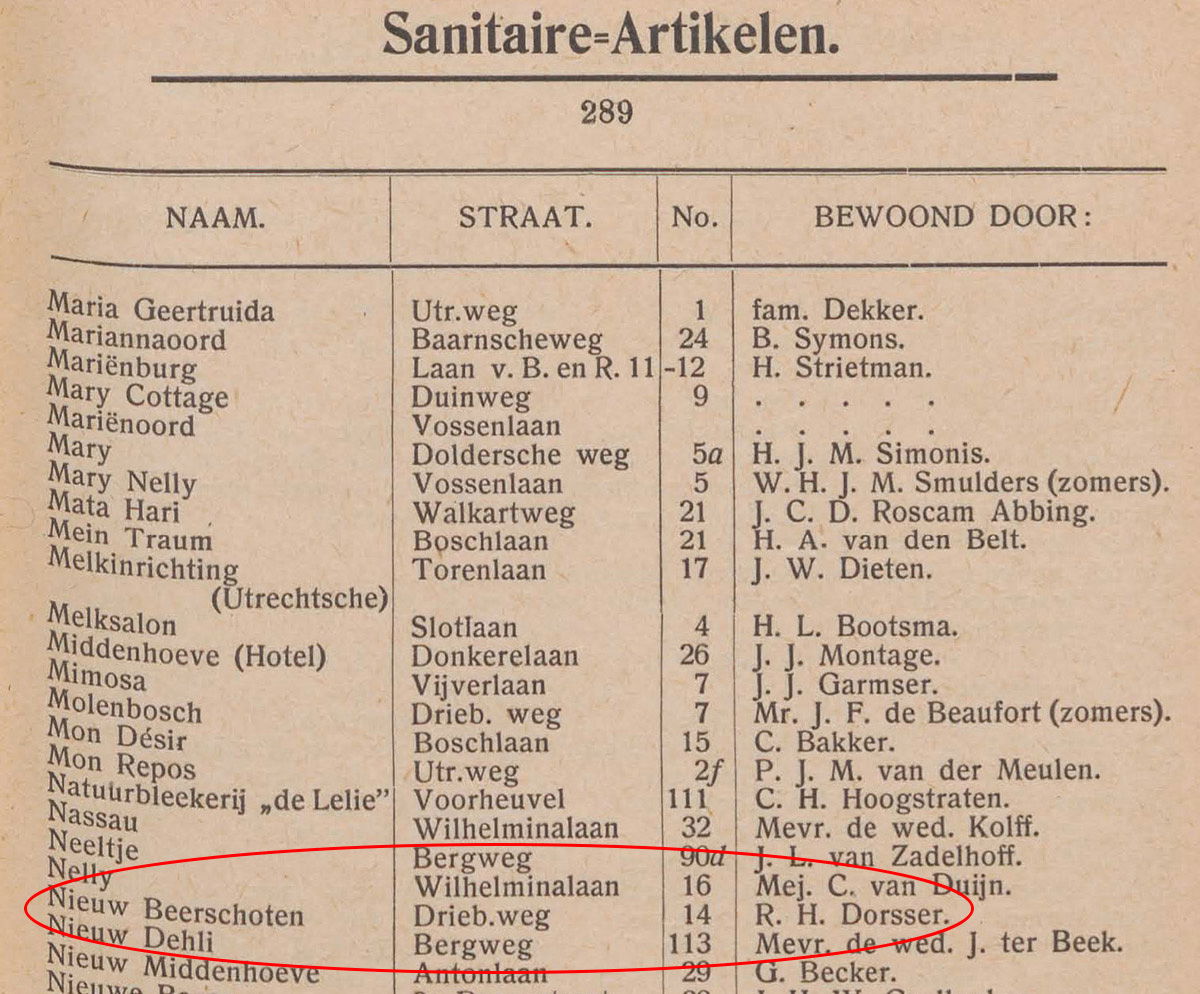 Sanitaire=Artikelen.
289
NAAM. STRAAT. No. BEWOOND DOOR:
Maria Geertruida Utr.weg 1 fam. Dekker.
Mariannaoord Baarnscheweg 24 B. Symons.
Mariënburg Laan v. B. en R. 11-12 H. Strietman.
Mary Cottage Duinweg 9 . . . . .
Mariënoord Vossenlaan . . . . .
Mary Doldersche weg 5a H. J. M. Simonis.
Mary Nelly Vossenlaan 5 W. H. J. M. Smulders (zomers).
Mata Hari Walkartweg 21 J. C. D. Roscam Abbing.
Mein Traum Boschlaan 21 H. A. van den Belt.
Melkinrichting Torenlaan 17 J. W. Dieten.
(Utrechtsche)
Melksalon Slotlaan 4 H. L. Bootsma.
Middenhoeve (Hotel) Donkerelaan 26 J. J. Montage.
Mimosa Vijverlaan 7 J. J. Garmser.
Molenbosch Drieb. weg 7 Mr. J. F. de Beaufort (zomers).
Mon Désir Boschlaan 15 C. Bakker.
Mon Repos Utr.weg 2f P. J. M. van der Meulen.
Natuurbleekerij „de Lelie” Voorheuvel 111 C. H. Hoogstraten.
Nassau Wilhelminalaan 32 Mevr. de wed. Kolff.
Neeltje Bergweg 90d J. L. van Zadelhoff.
Nelly Wilhelminalaan 16 Mej. C. van Duijn.
Nieuw Beerschoten Drieb.weg 14 R. H. Dorsser.
Nieuw Dehli Bergweg 113 Mevr. de wed. J. ter Beek.
Nieuw Middenhoeve Antonlaan 29 G. Becker.